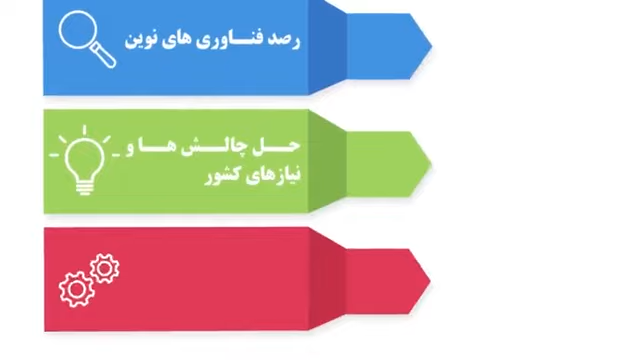 رصد فناوری های نوین
حل چالش ها و
نیازهای کشور